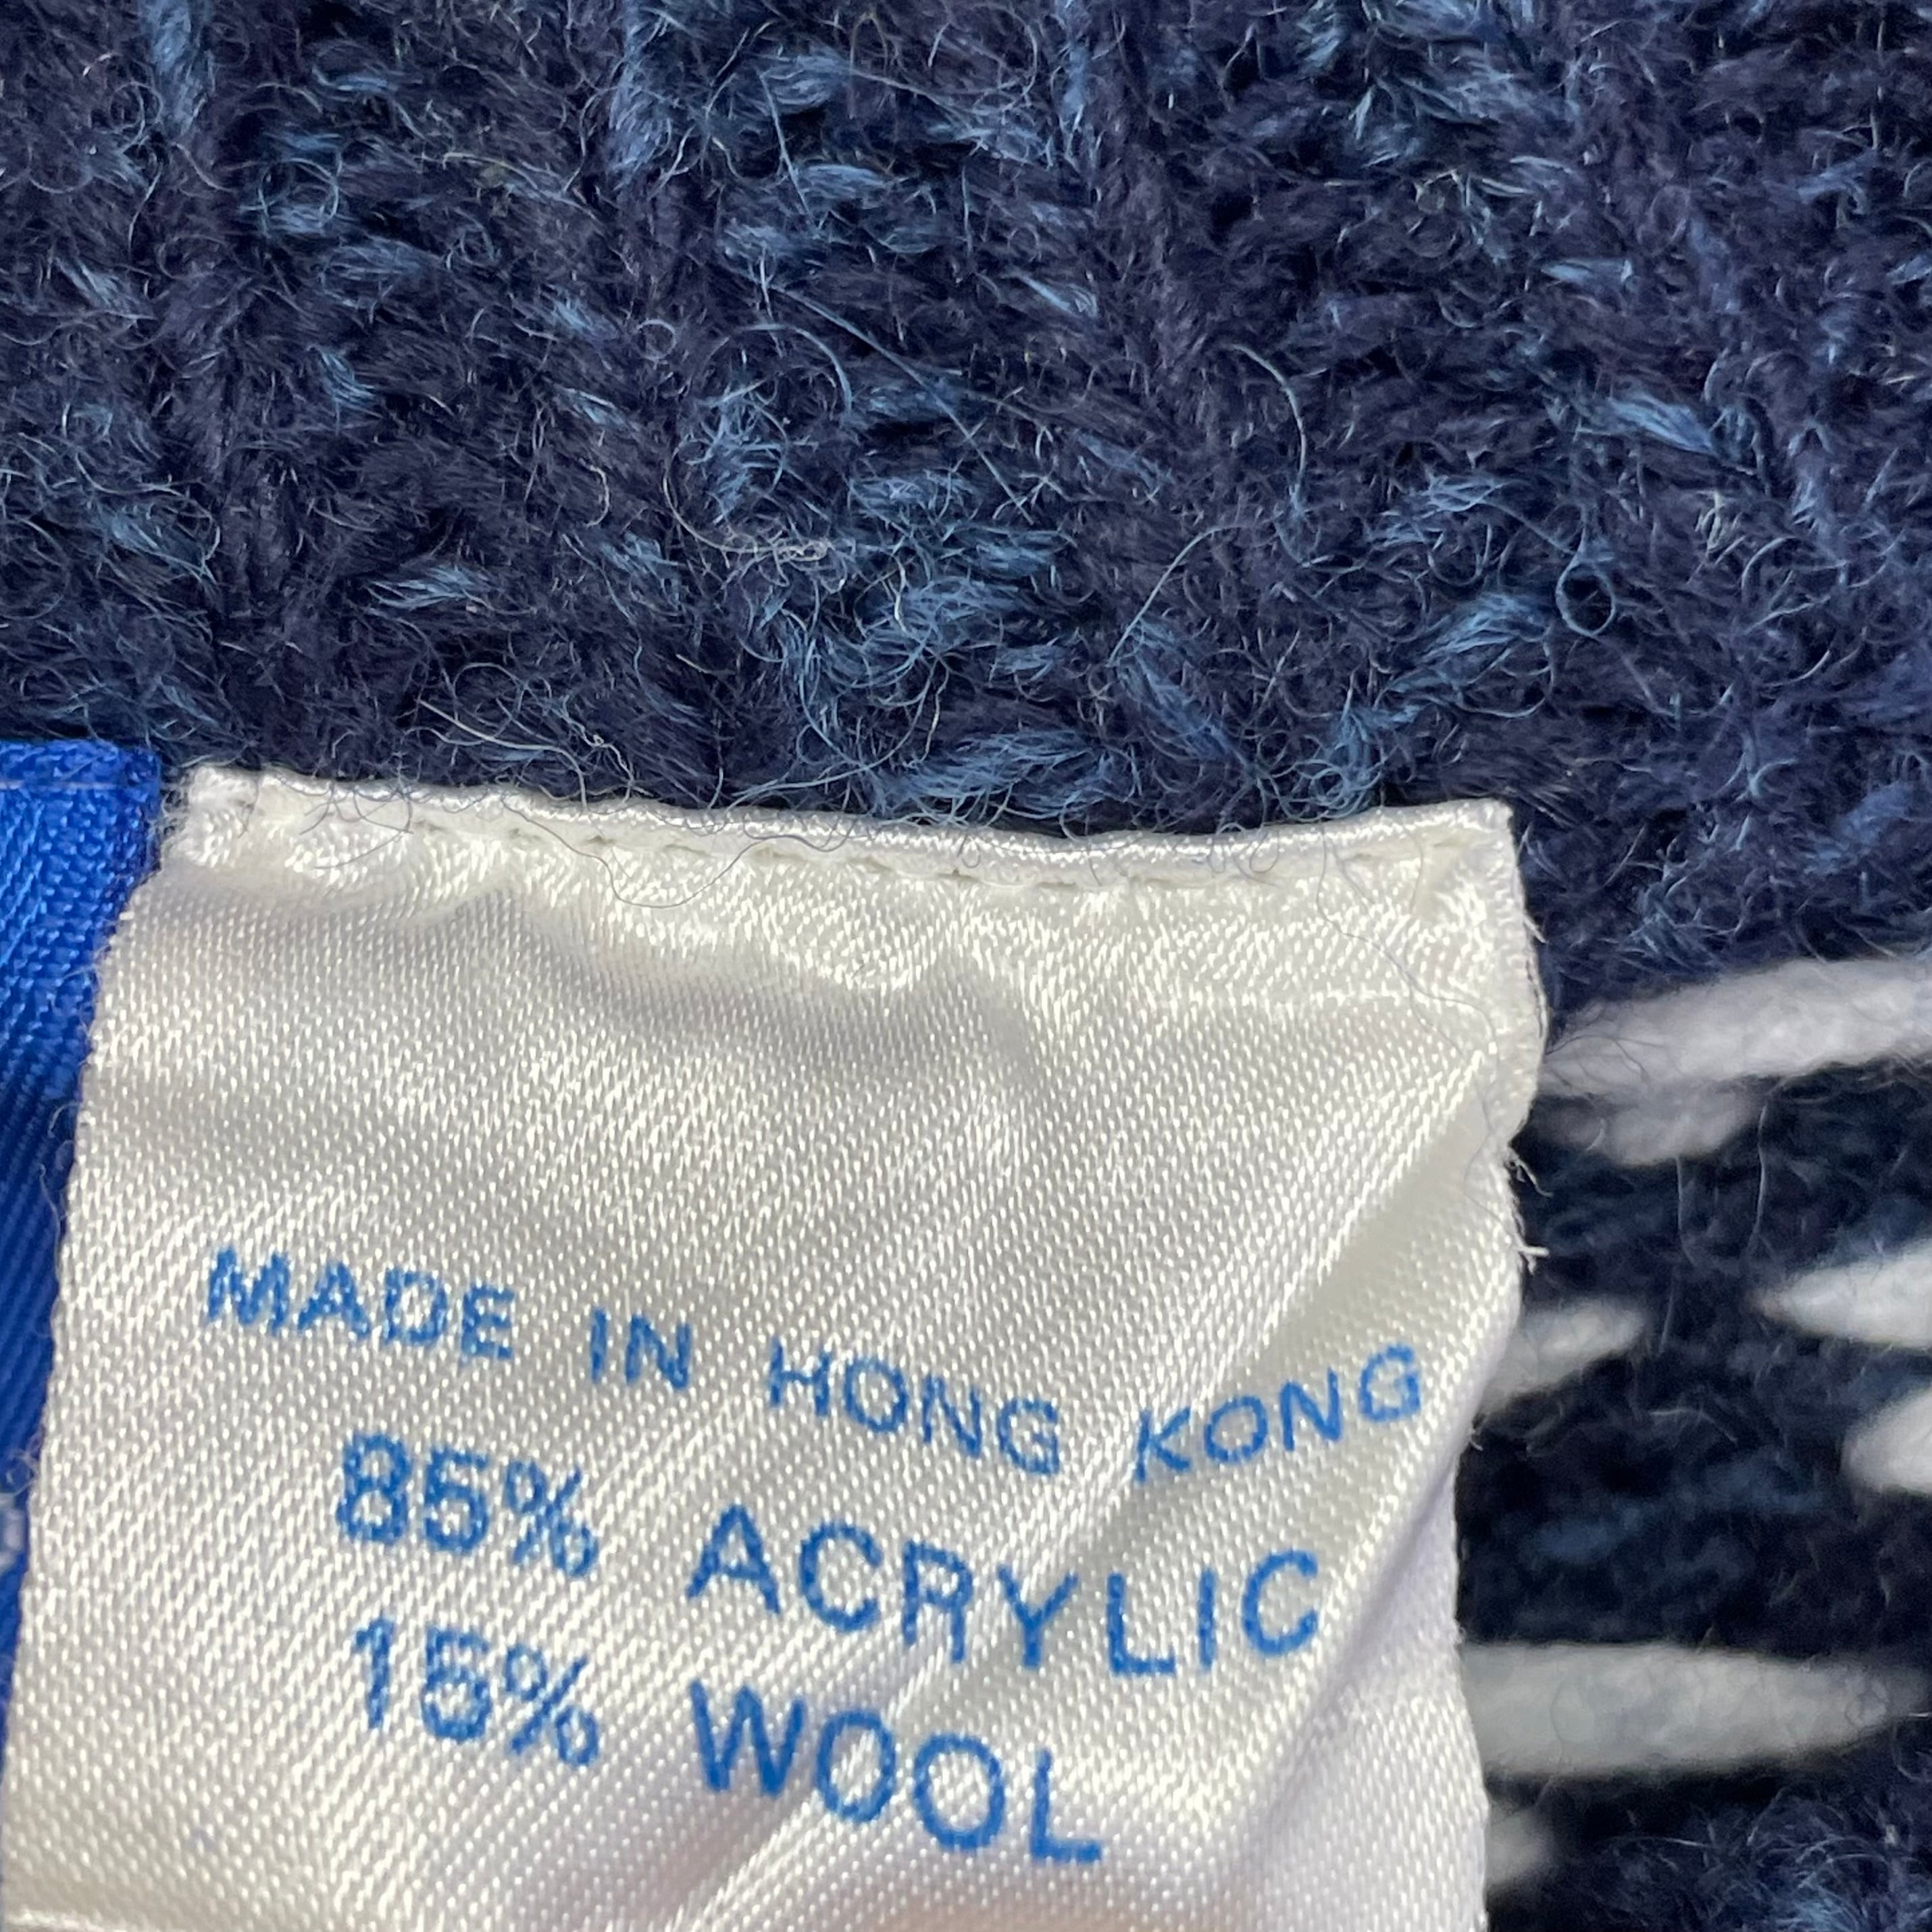 MADE IN HONG KONG
85% ACRYLIC
15% WOOL